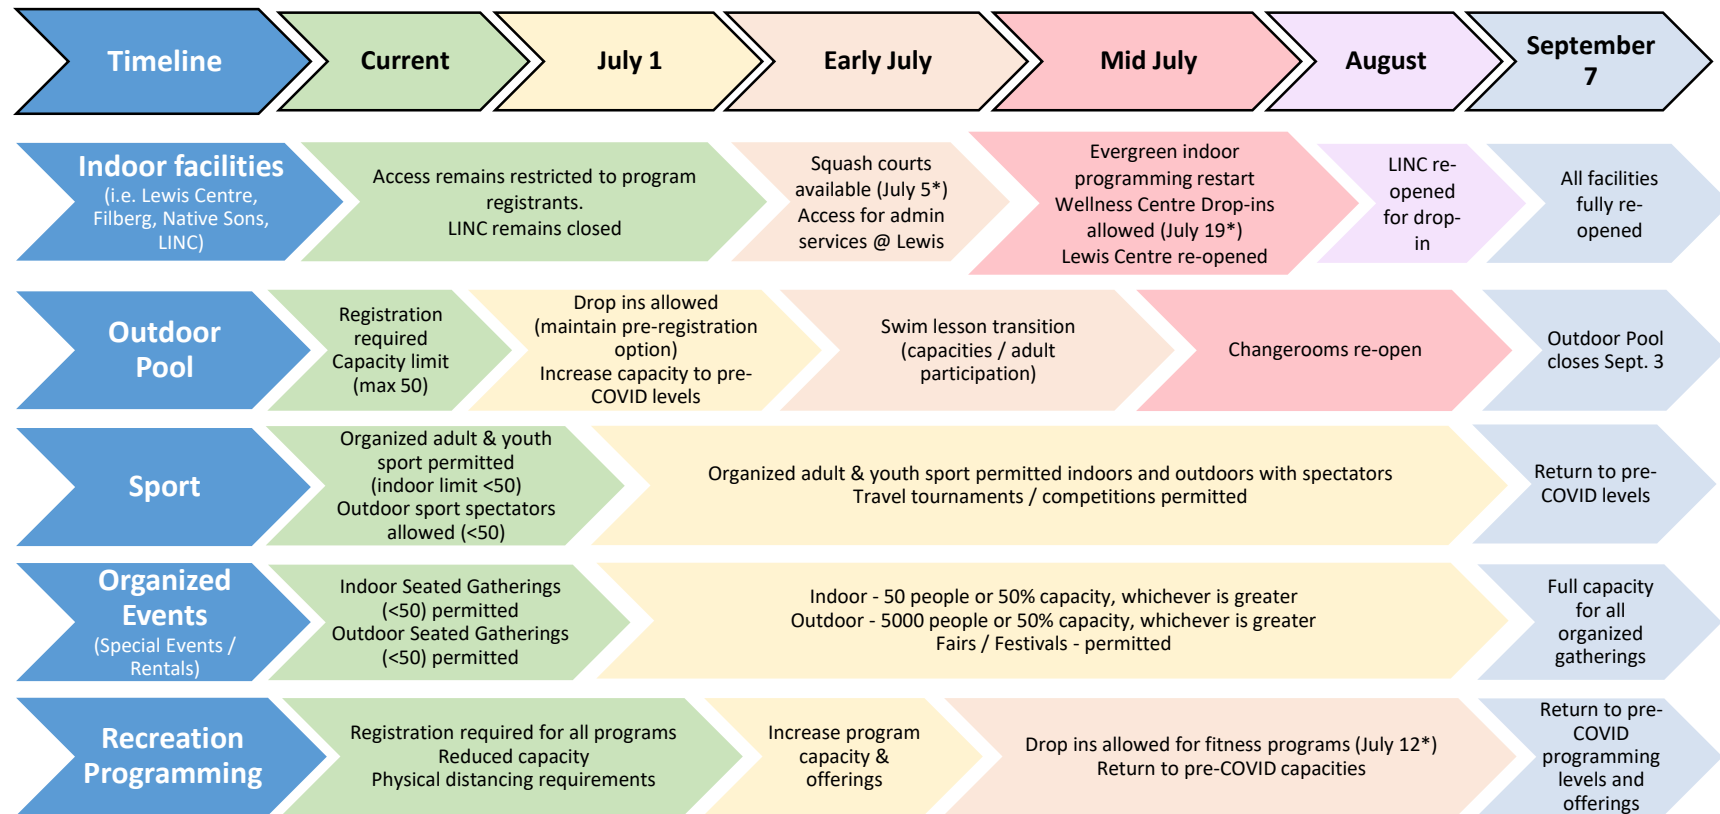 Timeline
Current
July 1
Early July
Mid July
August
September
7
Indoor facilities
(i.e. Lewis Centre,
Filberg, Native Sons,
LINC)
Access remains restricted to program
registrants.
LINC remains closed
Squash courts
available (July 5*)
Access for admin
services @ Lewis
Evergreen indoor
programming restart
Wellness Centre Drop-ins
allowed (July 19*)
Lewis Centre re-opened
LINC re-
opened
for drop-
in
All facilities
fully re-
opened
Outdoor
Pool
Registration
required
Capacity limit
(max 50)
Drop ins allowed
(maintain pre-registration
option)
Increase capacity to pre-
COVID levels
Swim lesson transition
(capacities / adult
participation)
Changerooms re-open
Outdoor Pool
closes Sept. 3
Sport
Organized adult & youth
sport permitted
(indoor limit <50)
Outdoor sport spectators
allowed (<50)
Organized adult & youth sport permitted indoors and outdoors with spectators
Travel tournaments / competitions permitted
Return to pre-
COVID levels
Organized
Events
(Special Events /
Rentals)
Indoor Seated Gatherings
(<50) permitted
Outdoor Seated Gatherings
(<50) permitted
Indoor - 50 people or 50% capacity, whichever is greater
Outdoor - 5000 people or 50% capacity, whichever is greater
Fairs / Festivals - permitted
Full capacity
for all
organized
gatherings
Recreation
Programming
Registration required for all programs
Reduced capacity
Physical distancing requirements
Increase program
capacity &
offerings
Drop ins allowed for fitness programs (July 12*)
Return to pre-COVID capacities
Return to pre-
COVID
programming
levels and
offerings